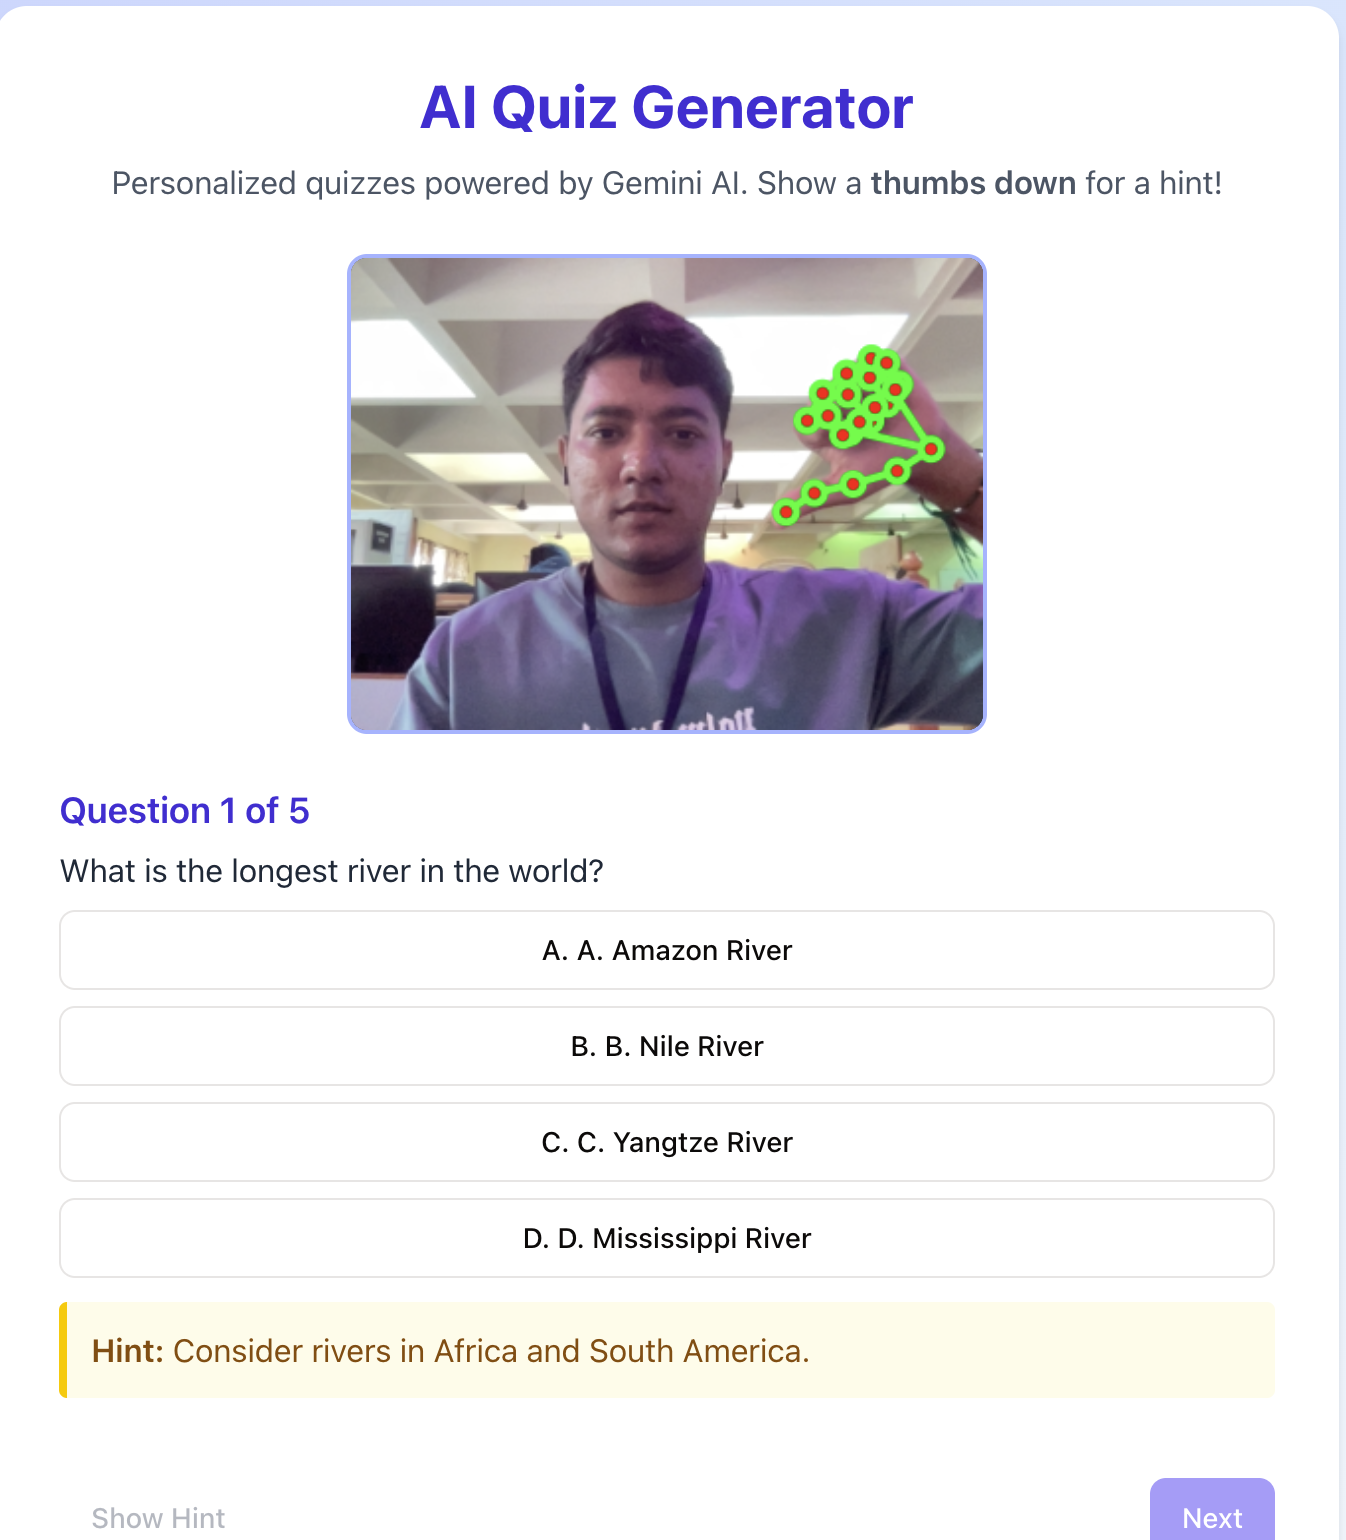 AI Quiz Generator
Personalized quizzes powered by Gemini AI. Show a thumbs down for a hint!
Question 1 of 5
What is the longest river in the world?
A. A. Amazon River
B. B. Nile River
C. C. Yangtze River
D. D. Mississippi River
Hint: Consider rivers in Africa and South America.
Show Hint
Next